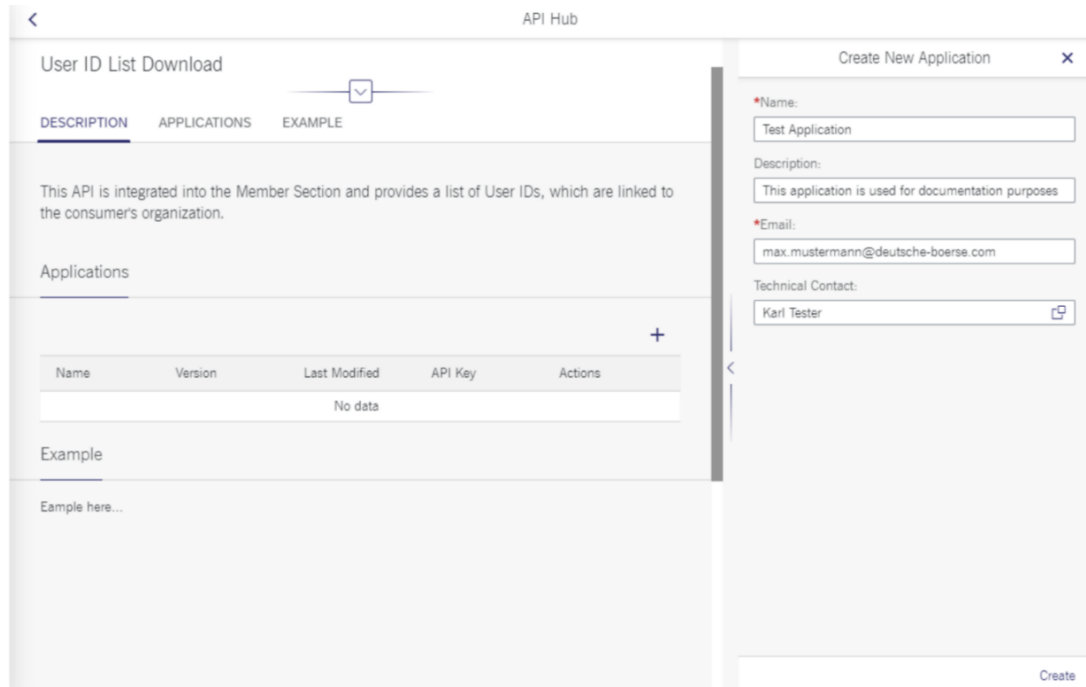 API Hub
User ID List Download
DESCRIPTION APPLICATIONS EXAMPLE
This API is integrated into the Member Section and provides a list of User IDs, which are linked to
the consumer's organization.
Applications
Name Version Last Modified API Key Actions
No data
Example
Eample here...
Create New Application
*Name:
Test Application
Description:
This application is used for documentation purposes
*Email:
max.mustermann@deutsche-boerse.com
Technical Contact:
Karl Tester
Create